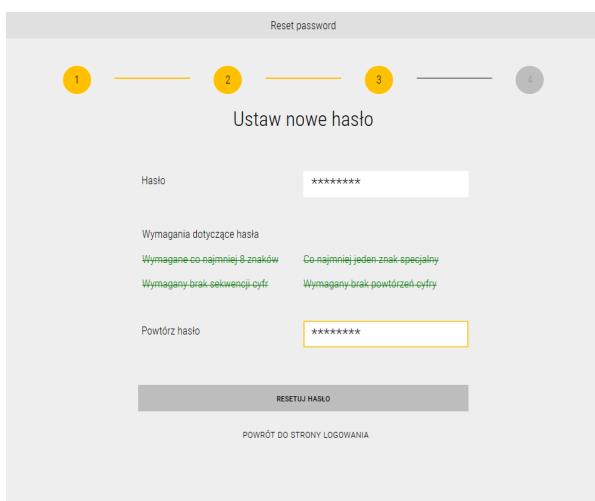 Reset password
1 2 3 4
Ustaw nowe hasło
Hasło ********
Wymagania dotyczące hasła
Wymagane co najmniej 8 znaków Co najmniej jeden znak specjalny
Wymagany brak sekwencji cyfr Wymagany brak powtórzeń cyfry
Powtórz hasło ********
RESETUJ HASŁO
POWRÓT DO STRONY LOGOWANIA